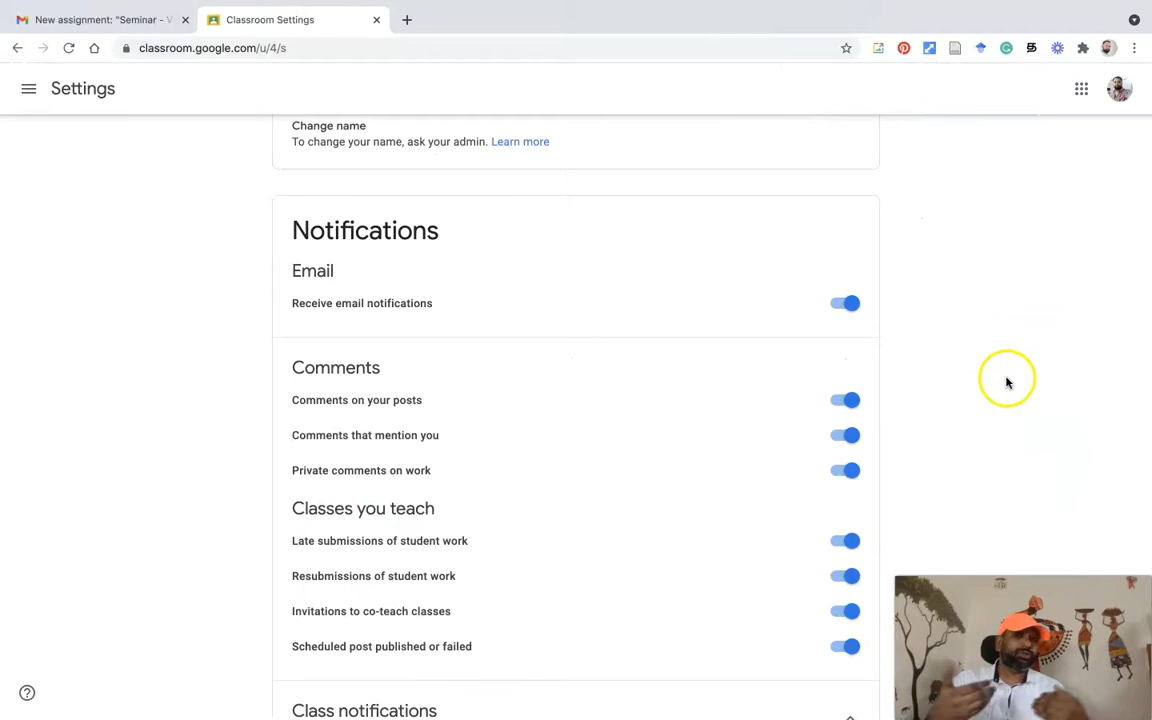 New assignment: "Seminar - V
Classroom Settings
classroom.google.com/u/4/s
Settings
Change name
To change your name, ask your admin. Learn more
Notifications
Email
Receive email notifications
Comments
Comments on your posts
Comments that mention you
Private comments on work
Classes you teach
Late submissions of student work
Resubmissions of student work
Invitations to co-teach classes
Scheduled post published or failed
Class notifications